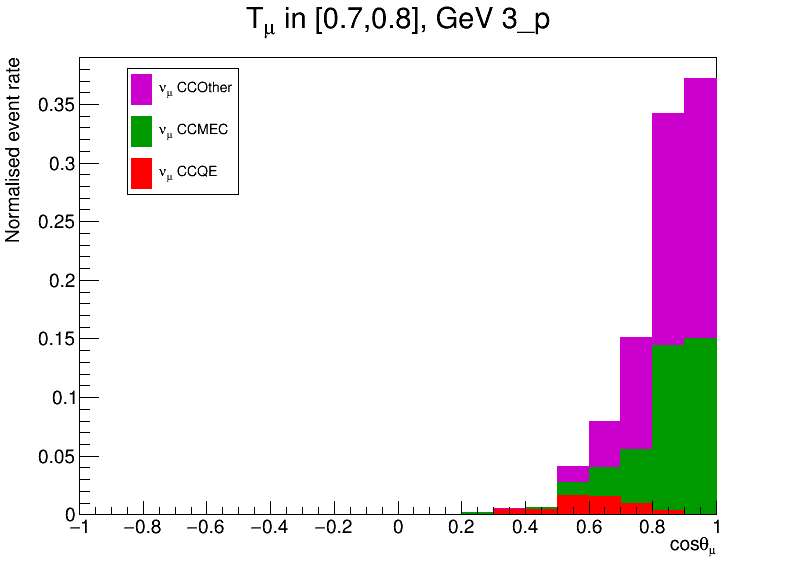 T_μ in [0.7,0.8], GeV 3_p
Normalised event rate
ν_μ CCOther
ν_μ CCMEC
ν_μ CCQE
0.35
0.3
0.25
0.2
0.15
0.1
0.05
0
−1 −0.8 −0.6 −0.4 −0.2 0 0.2 0.4 0.6 0.8 1
cosθ_μ